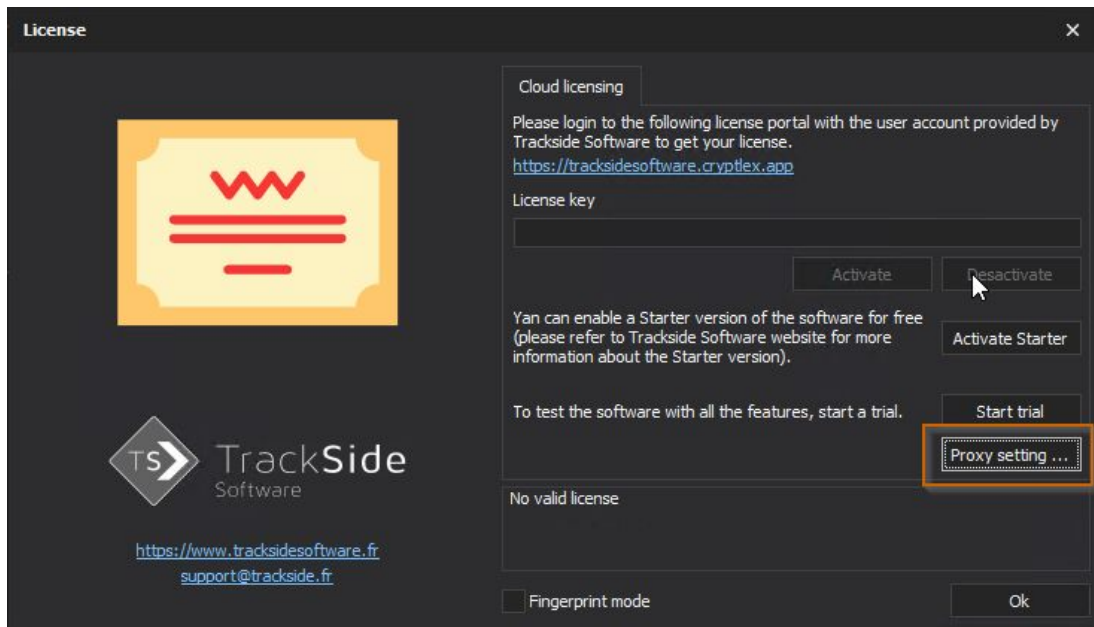 License
Cloud licensing
Please login to the following license portal with the user account provided by
Trackside Software to get your license.
https://tracksidesoftware.cryptlex.app
License key
Activate
Desactivate
Yan can enable a Starter version of the software for free
(please refer to Trackside Software website for more
information about the Starter version).
Activate Starter
To test the software with all the features, start a trial.
Start trial
Proxy setting ...
No valid license
Fingerprint mode
Ok
TS
TrackSide
Software
https://www.tracksidesoftware.fr
support@trackside.fr